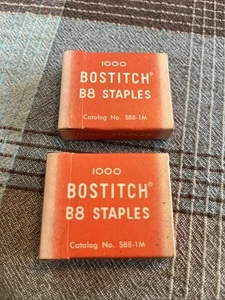 1000
BOSTITCH®
B8 STAPLES
Catalog No. SB8-1M
1000
BOSTITCH®
B8 STAPLES
Catalog No. SB8-1M